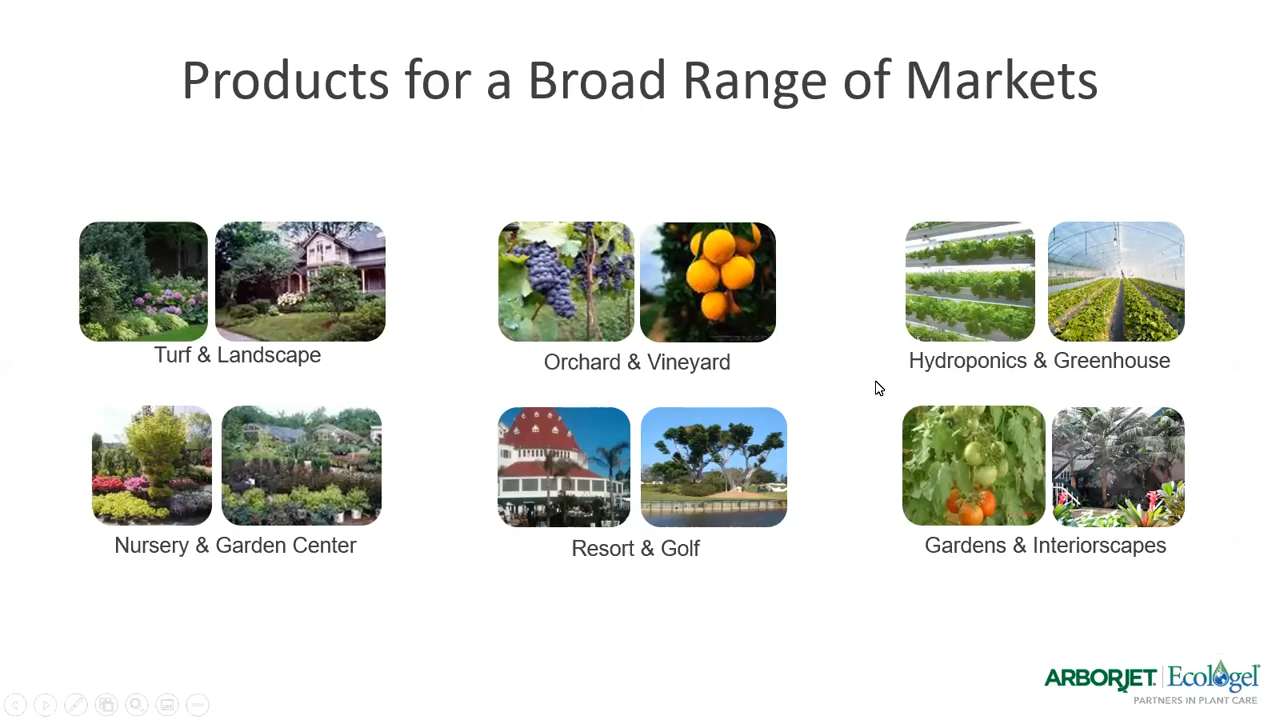 Products for a Broad Range of Markets
Turf & Landscape
Orchard & Vineyard
Hydroponics & Greenhouse
Nursery & Garden Center
Resort & Golf
Gardens & Interiorscapes
ARBORJET Ecologel
PARTNERS IN PLANT CARE